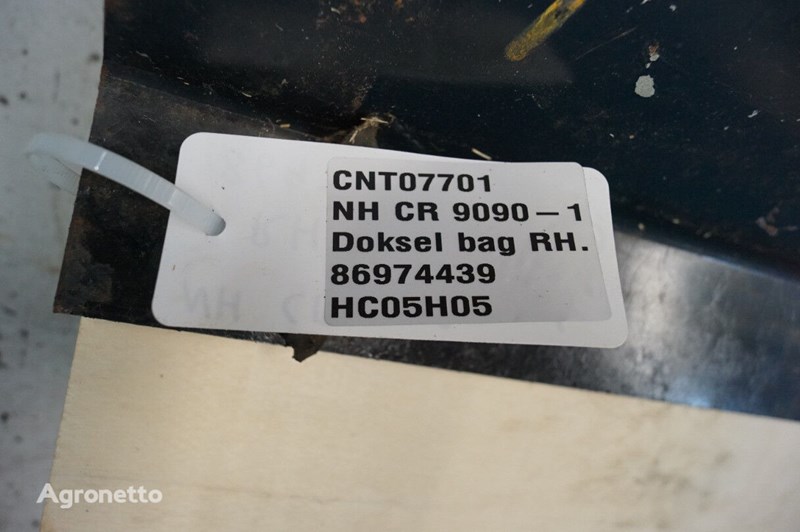 CNT07701
NH CR 9090-1
Doksel bag RH.
86974439
HC05H05
Agronetto